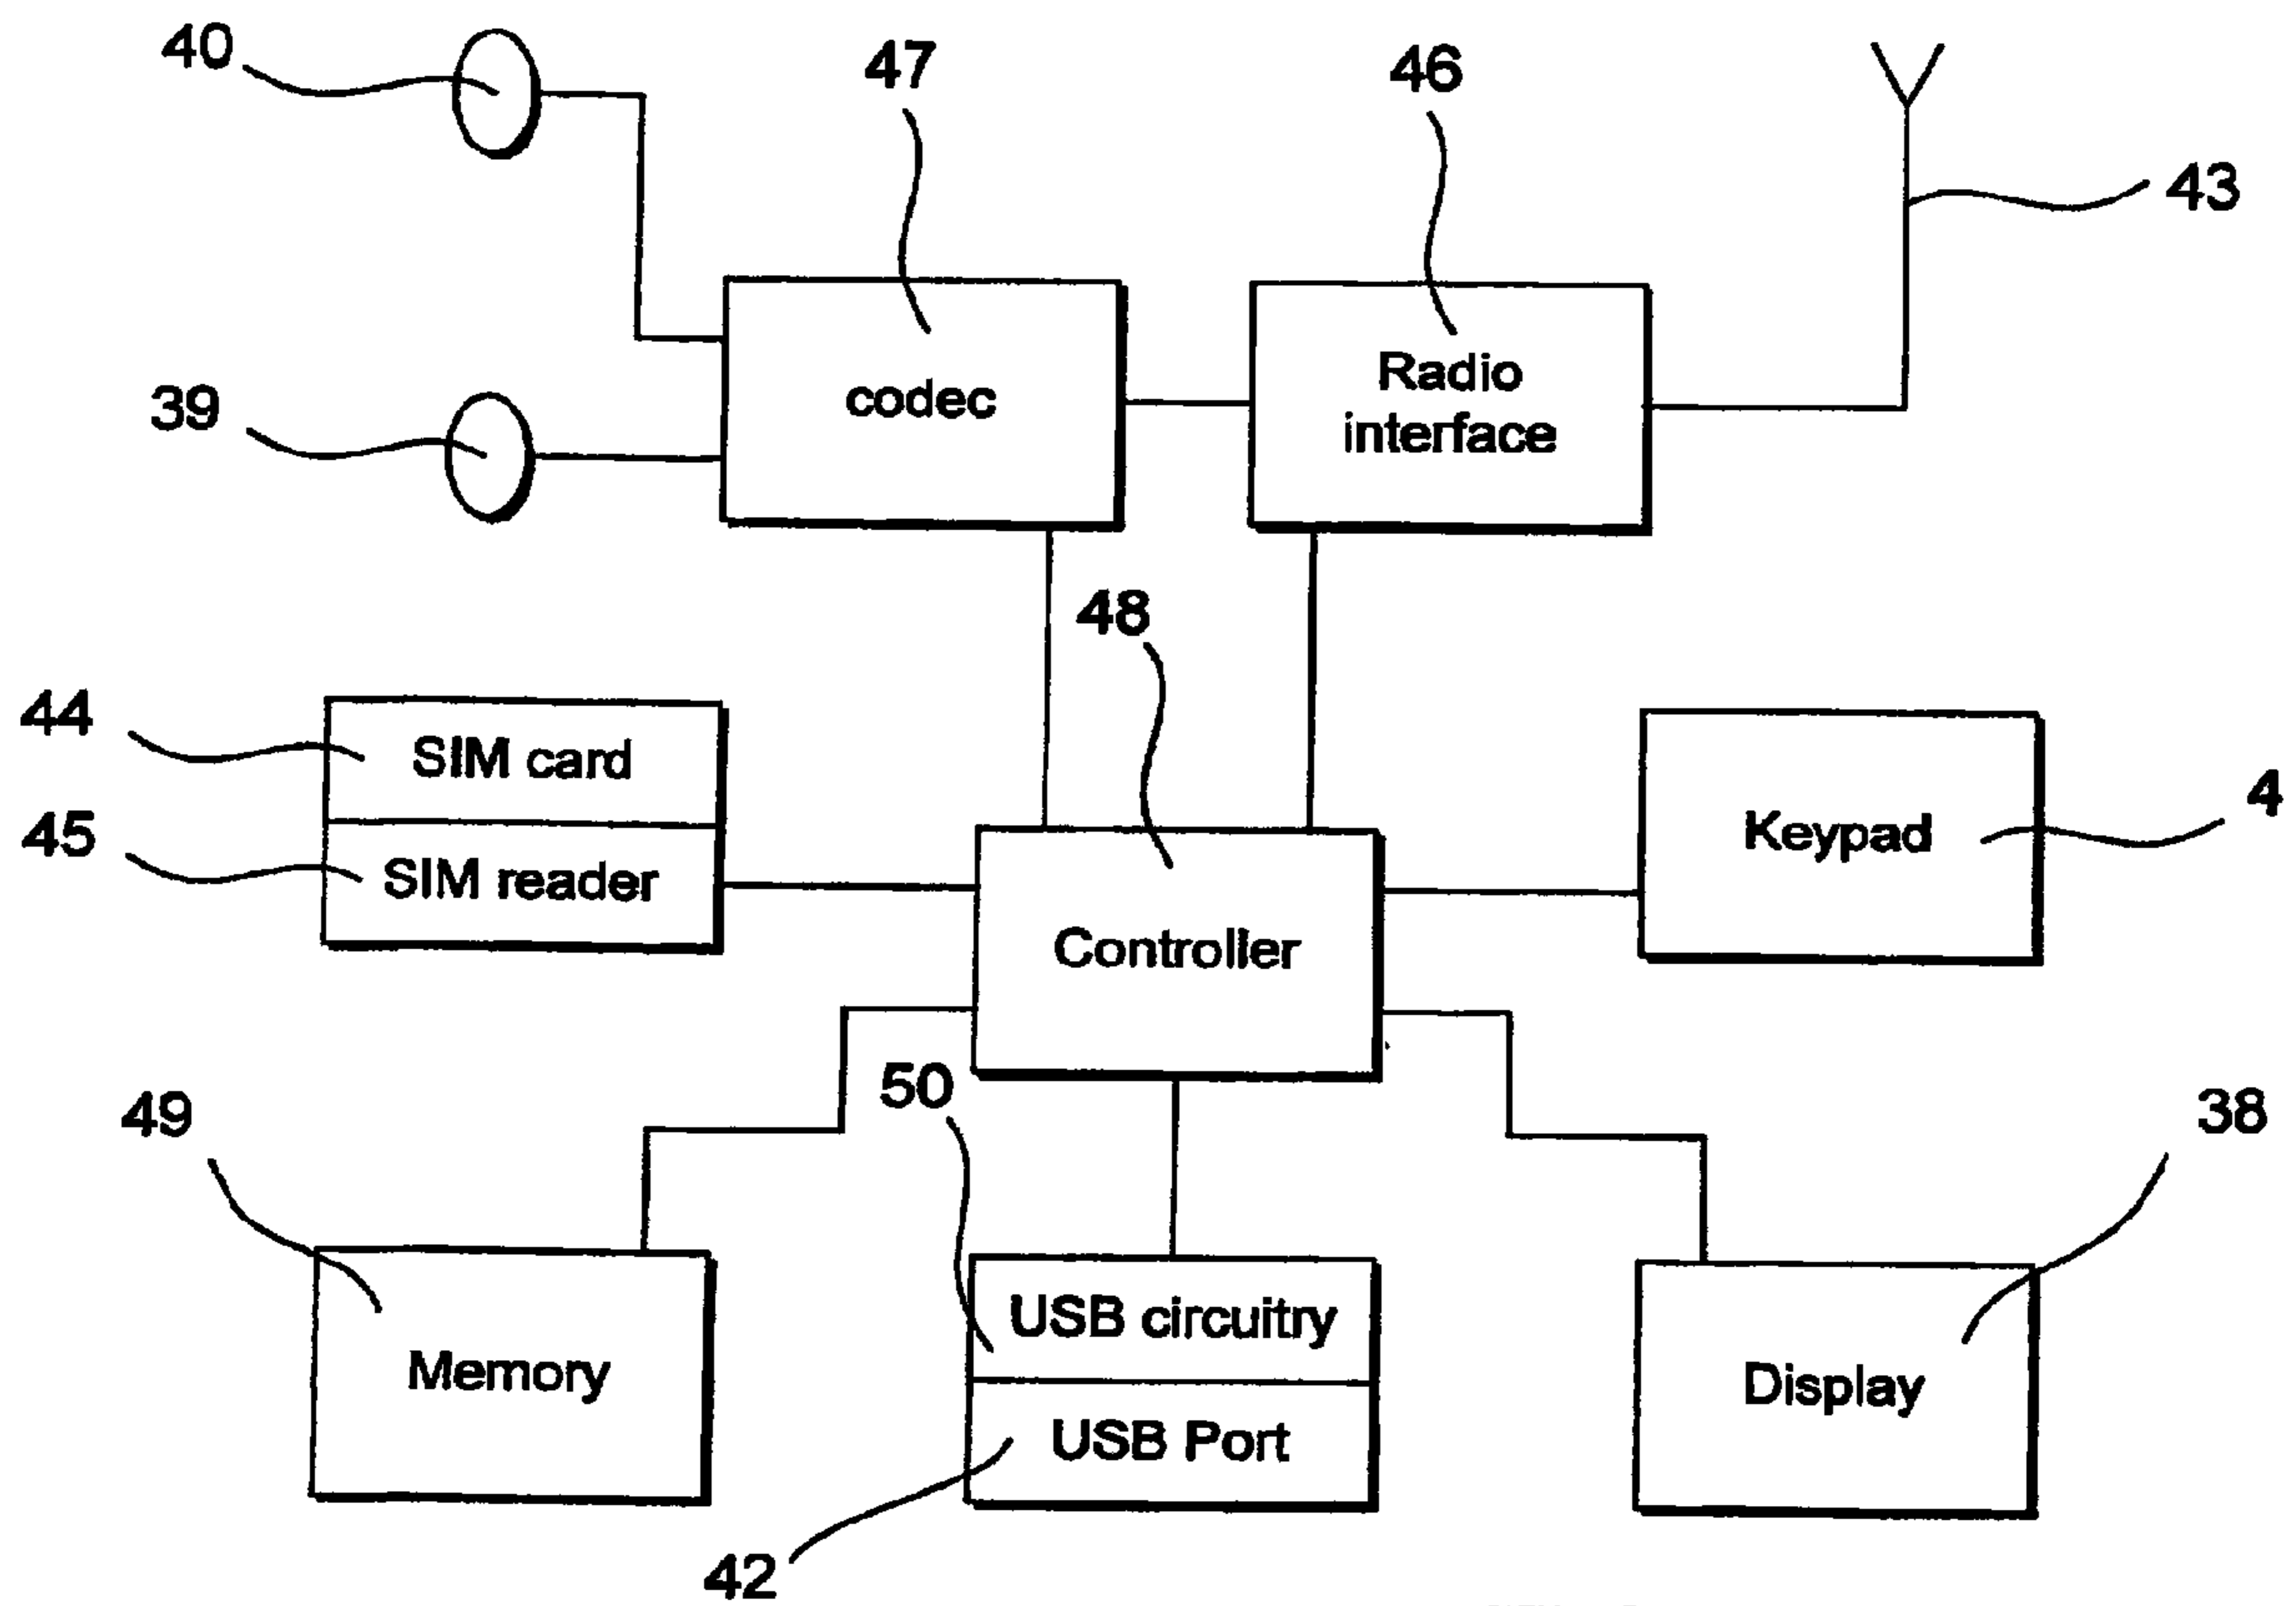 40
47
46
43
codec
Radio
interface
39
48
44
SIM card
45
SIM reader
Keypad
4
Controller
50
49
38
USB circuitry
Memory
Display
USB Port
42